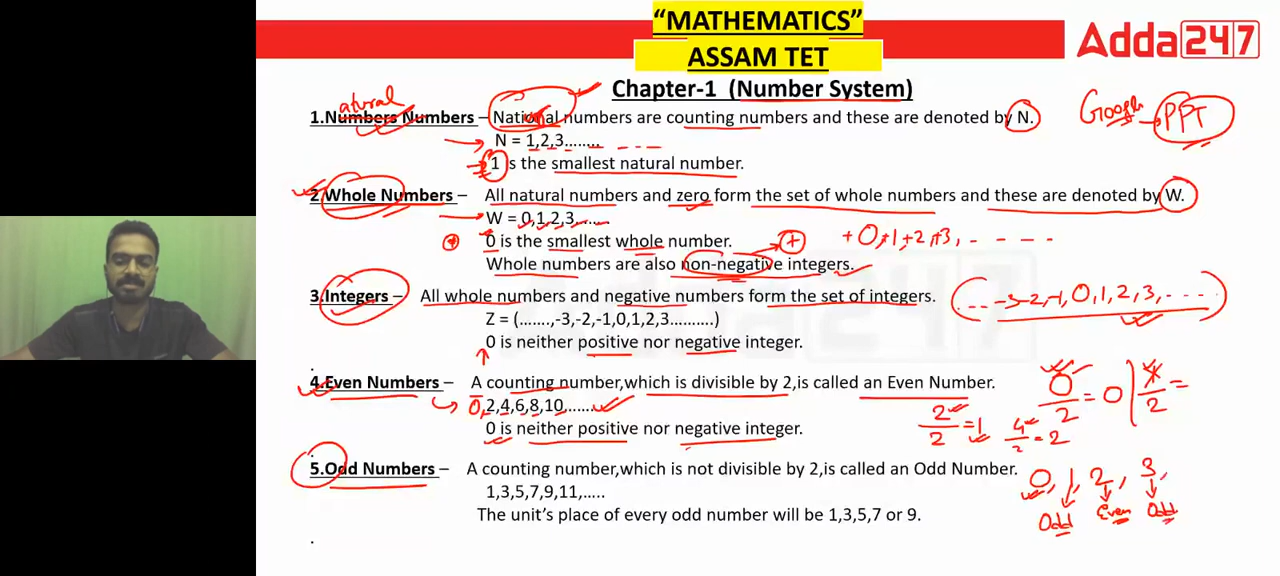 “MATHEMATICS”
ASSAM TET
Adda247
Chapter-1 (Number System)
atural
1.Numbers Numbers – National numbers are counting numbers and these are denoted by N.
Google → PPT
N = 1,2,3........
1 is the smallest natural number.
2.Whole Numbers – All natural numbers and zero form the set of whole numbers and these are denoted by W.
W = 0,1,2,3.......
+ 0 is the smallest whole number. + +0,+1,+2,+3, - - - - -
Whole numbers are also non-negative integers.
3.Integers – All whole numbers and negative numbers form the set of integers. (... -3-2,-1,0,1,2,3,.....)
Z = (.......,-3,-2,-1,0,1,2,3..........)
0 is neither positive nor negative integer.
.
4.Even Numbers – A counting number,which is divisible by 2,is called an Even Number.
0, 2,4,6,8,10,.......
0/2 = 0 | 4/2 =
0 is neither positive nor negative integer.
2/2 = 1 4/2 = 2
.
5.Odd Numbers – A counting number,which is not divisible by 2,is called an Odd Number.
0, 1, 2, 3,
1,3,5,7,9,11,.....
The unit’s place of every odd number will be 1,3,5,7 or 9.
Odd Even Odd
.